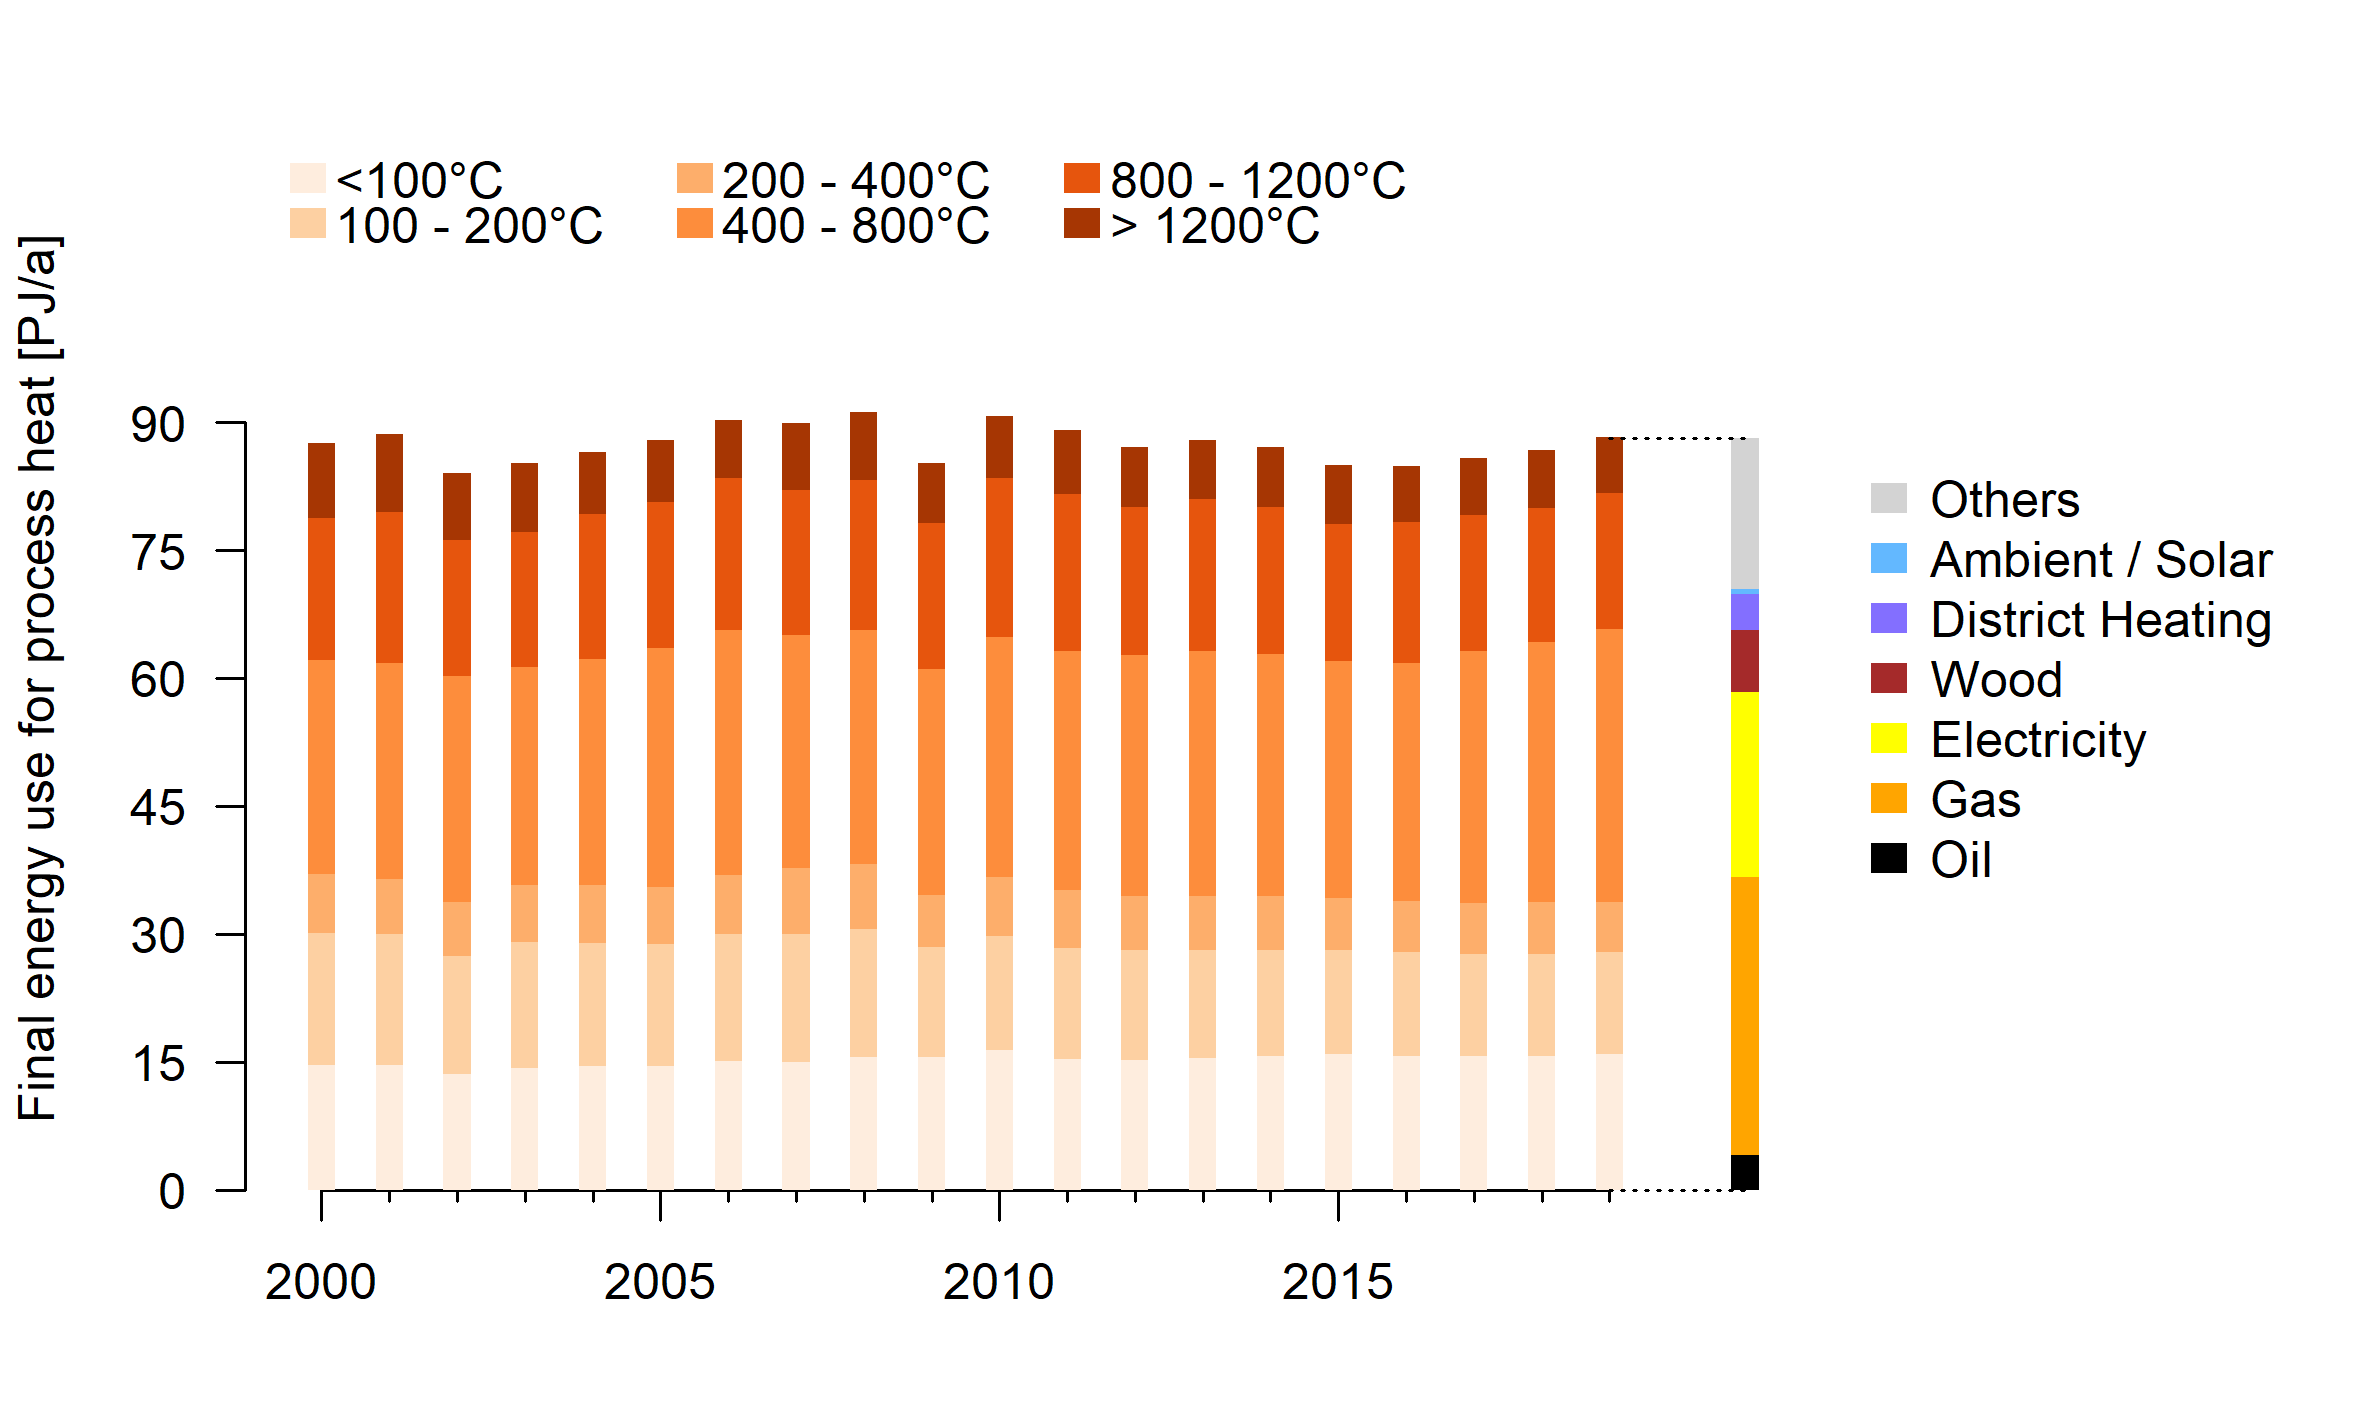 <100°C
100 - 200°C
200 - 400°C
400 - 800°C
800 - 1200°C
> 1200°C
Final energy use for process heat [PJ/a]
90
75
60
45
30
15
0
2000
2005
2010
2015
Others
Ambient / Solar
District Heating
Wood
Electricity
Gas
Oil